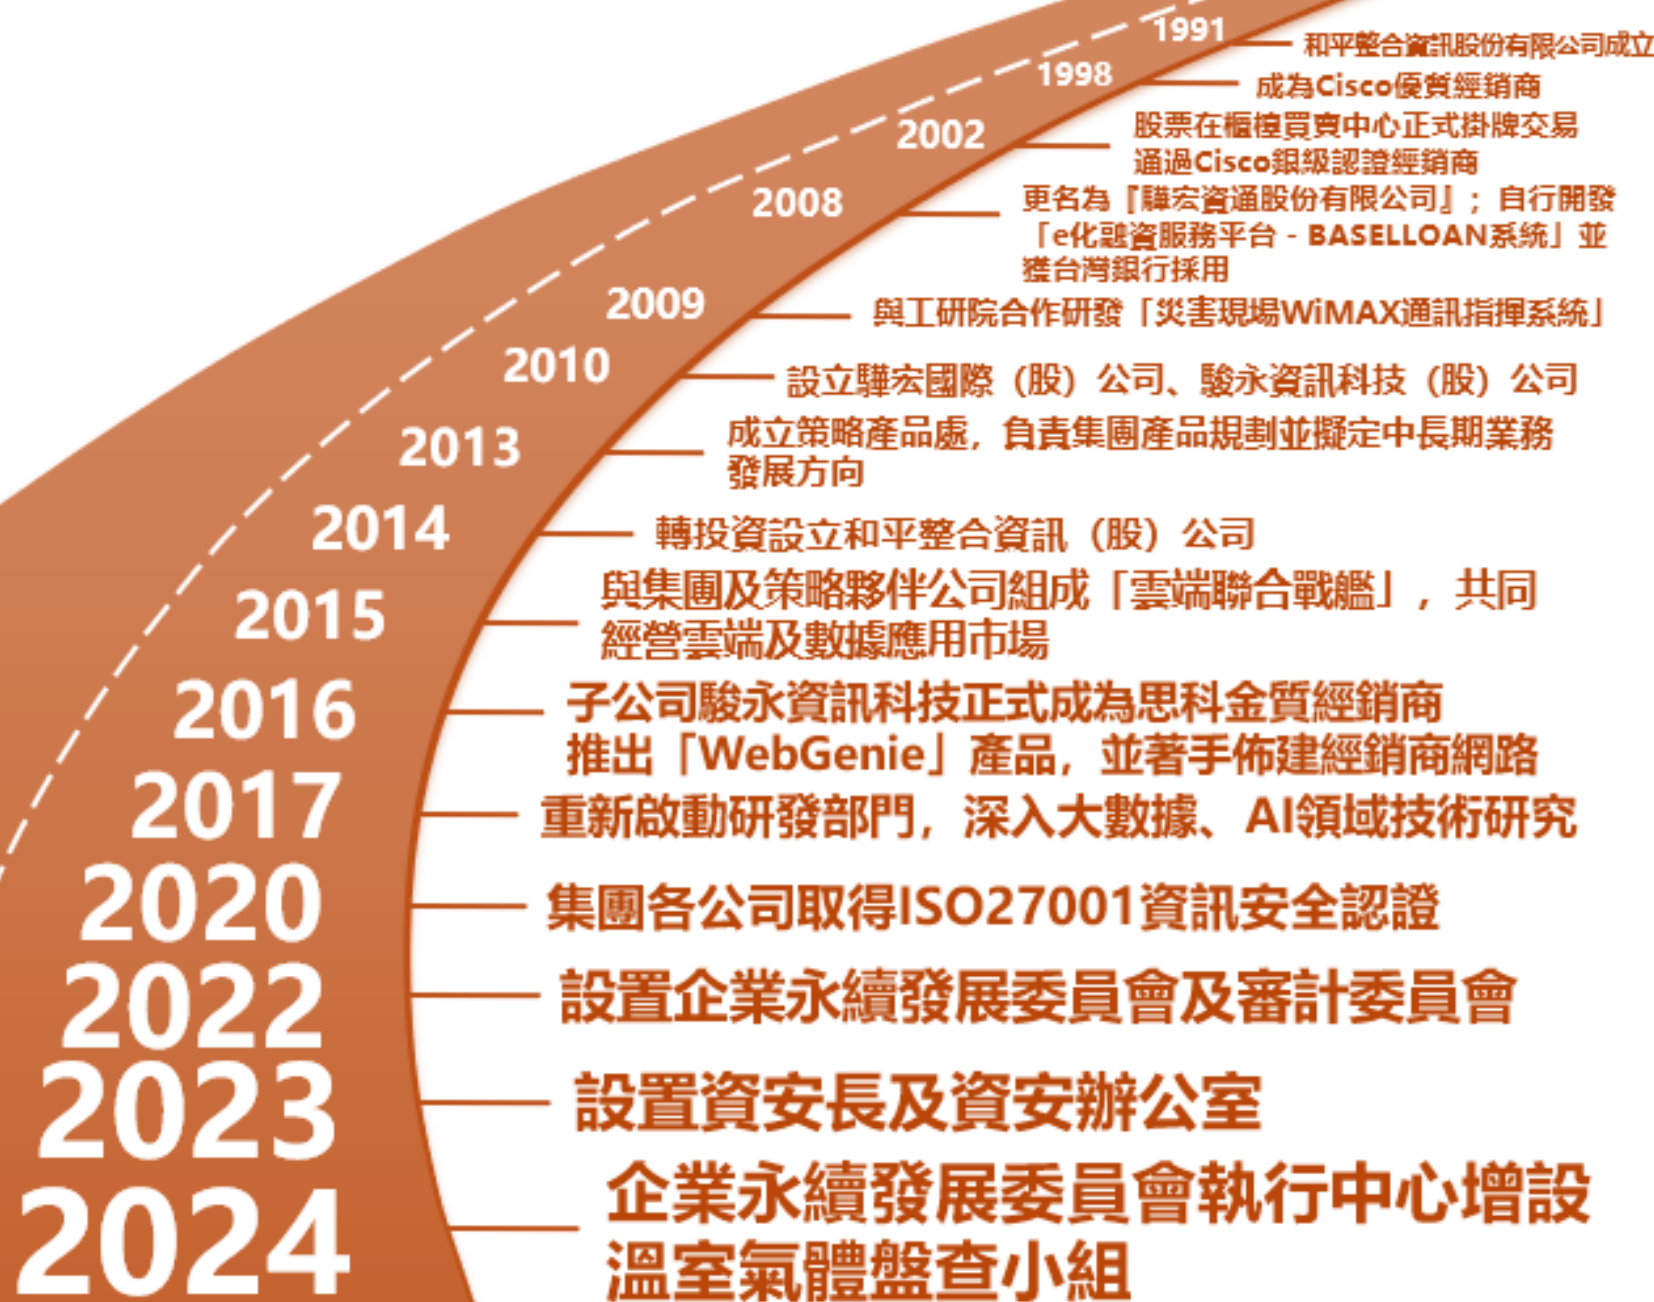 1991
和平整合資訊股份有限公司成立
1998
成為Cisco優質經銷商
2002
股票在櫃檯買賣中心正式掛牌交易
通過Cisco銀級認證經銷商
2008
更名為『驊宏資通股份有限公司』；自行開發
「e化融資服務平台 - BASELLOAN系統」並
獲台灣銀行採用
2009
與工研院合作研發「災害現場WiMAX通訊指揮系統」
2010
設立驊宏國際（股）公司、駿永資訊科技（股）公司
2013
成立策略產品處，負責集團產品規劃並擬定中長期業務
發展方向
2014
轉投資設立和平整合資訊（股）公司
2015
與集團及策略夥伴公司組成「雲端聯合戰艦」，共同
經營雲端及數據應用市場
2016
子公司駿永資訊科技正式成為思科金質經銷商
推出「WebGenie」產品，並著手佈建經銷商網路
2017
重新啟動研發部門，深入大數據、AI領域技術研究
2020
集團各公司取得ISO27001資訊安全認證
2022
設置企業永續發展委員會及審計委員會
2023
設置資安長及資安辦公室
2024
企業永續發展委員會執行中心增設
溫室氣體盤查小組